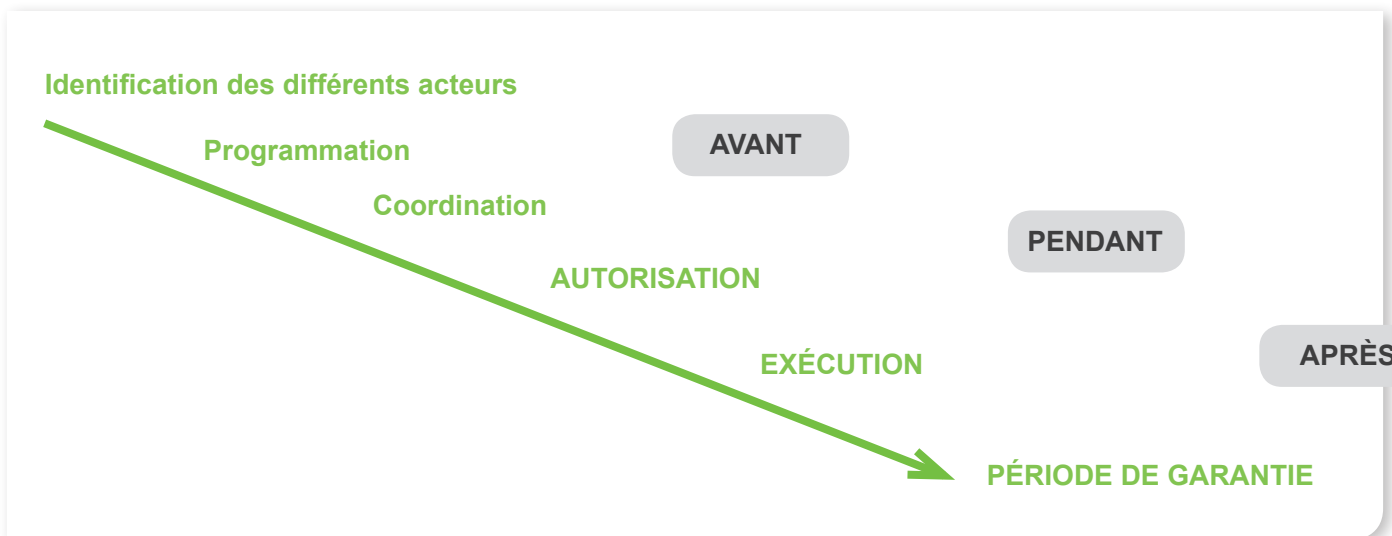 Identification des différents acteurs
Programmation
AVANT
Coordination
PENDANT
AUTORISATION
EXÉCUTION
APRÈS
PÉRIODE DE GARANTIE